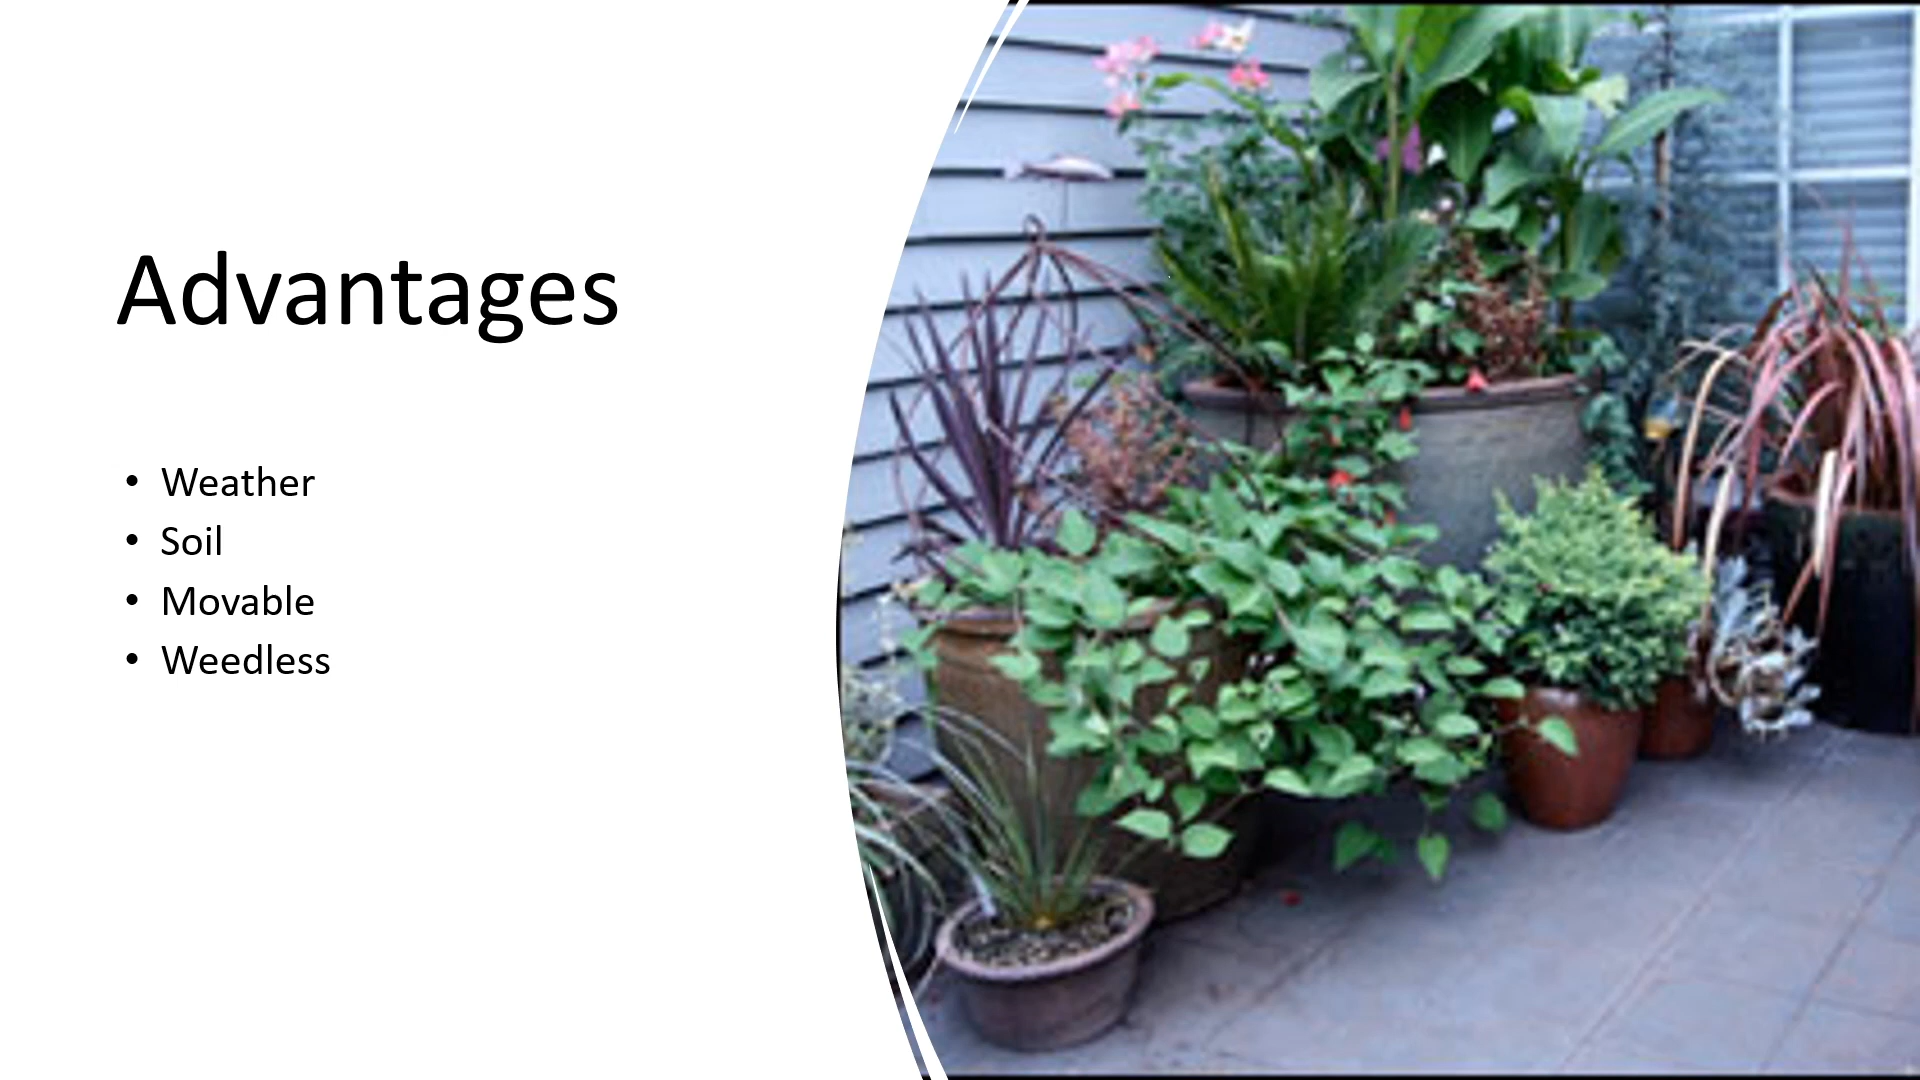 Advantages
• Weather
• Soil
• Movable
• Weedless